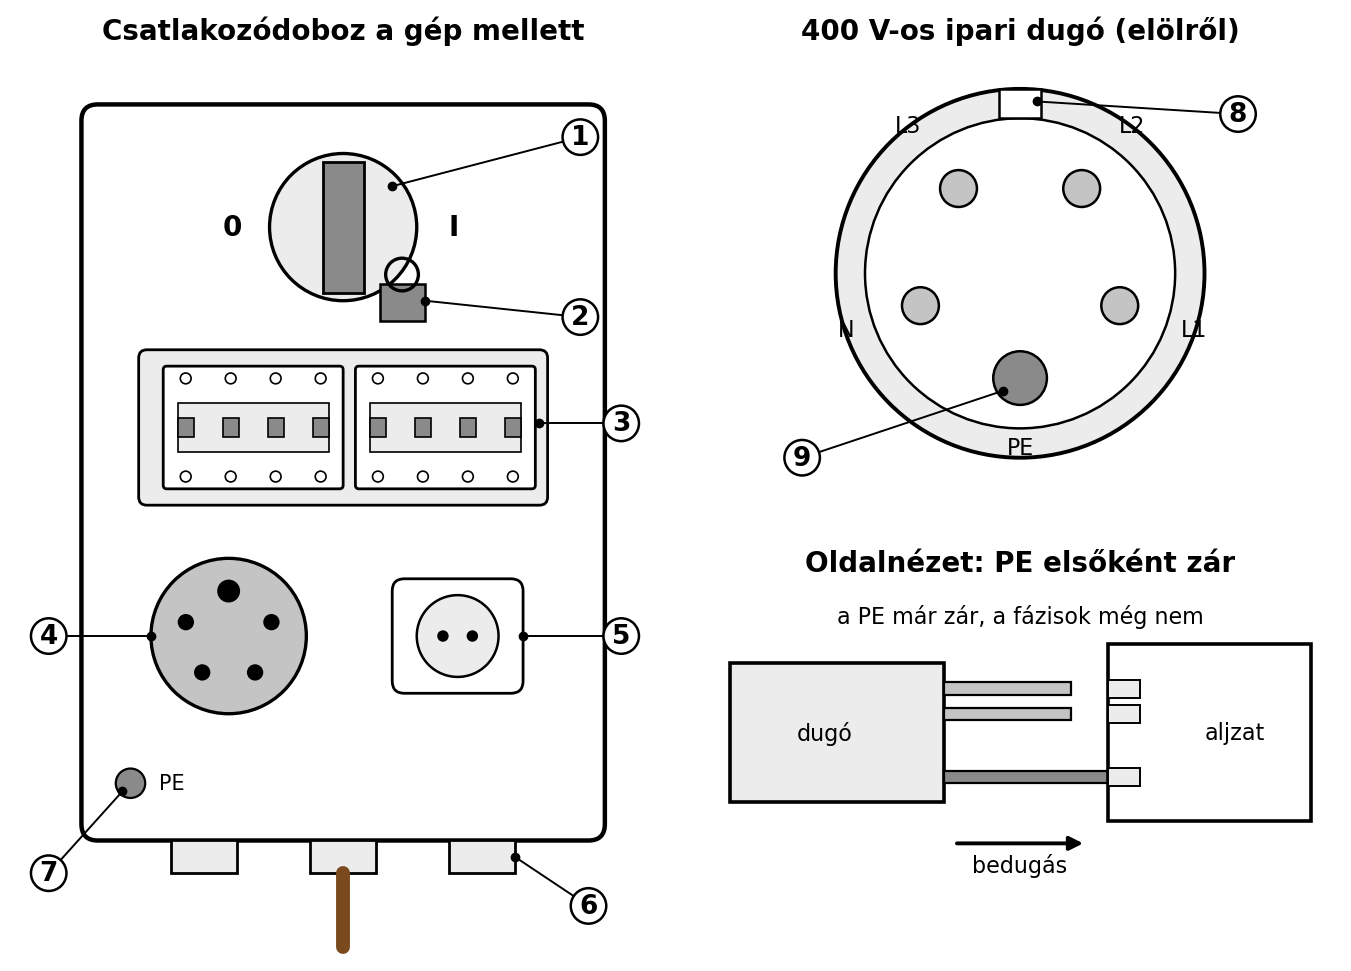 Csatlakozódoboz a gép mellett
1
0
I
2
3
4
5
PE
7
6
400 V-os ipari dugó (elölről)
8
L3
L2
N
L1
9
PE
Oldalnézet: PE elsőként zár
a PE már zár, a fázisok még nem
dugó
aljzat
bedugás